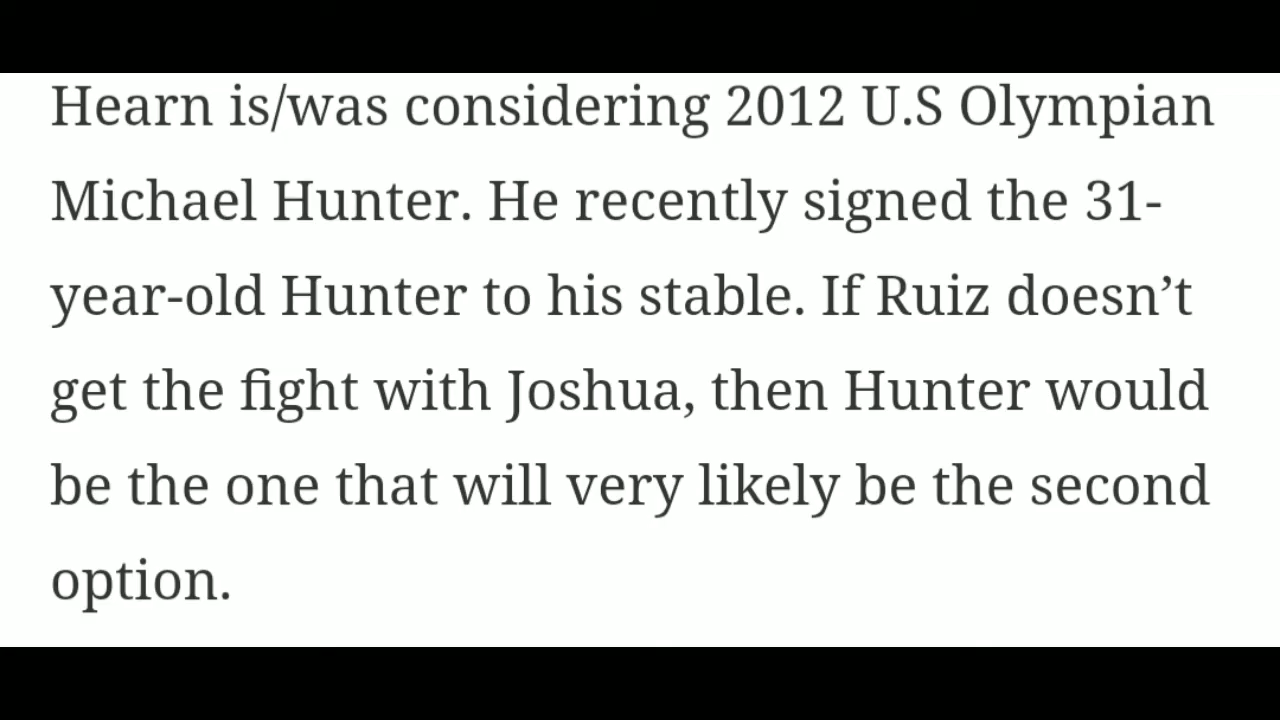 Hearn is/was considering 2012 U.S Olympian
Michael Hunter. He recently signed the 31-
year-old Hunter to his stable. If Ruiz doesn’t
get the fight with Joshua, then Hunter would
be the one that will very likely be the second
option.